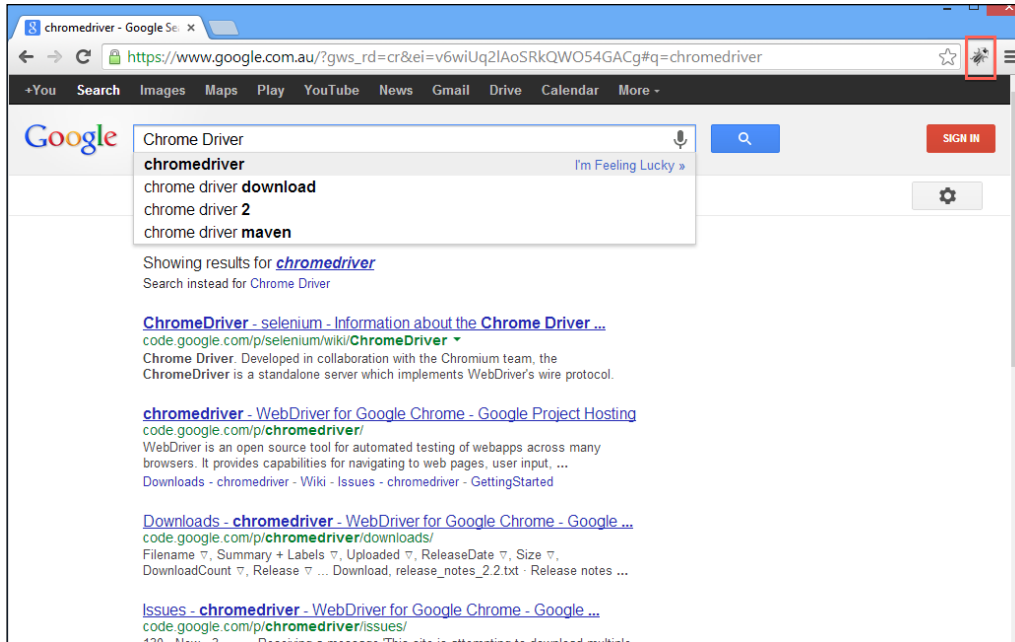 chromedriver - Google Se
https://www.google.com.au/?gws_rd=cr&ei=v6wiUq2lAoSRkQWO54GACg#q=chromedriver
+You Search Images Maps Play YouTube News Gmail Drive Calendar More
Google Chrome Driver SIGN IN
chromedriver I'm Feeling Lucky »
chrome driver download
chrome driver 2
chrome driver maven
Showing results for chromedriver
Search instead for Chrome Driver
ChromeDriver - selenium - Information about the Chrome Driver ...
code.google.com/p/selenium/wiki/ChromeDriver
Chrome Driver. Developed in collaboration with the Chromium team, the
ChromeDriver is a standalone server which implements WebDriver's wire protocol.
chromedriver - WebDriver for Google Chrome - Google Project Hosting
code.google.com/p/chromedriver/
WebDriver is an open source tool for automated testing of webapps across many
browsers. It provides capabilities for navigating to web pages, user input, ...
Downloads - chromedriver - Wiki - Issues - chromedriver - GettingStarted
Downloads - chromedriver - WebDriver for Google Chrome - Google ...
code.google.com/p/chromedriver/downloads/
Filename ▽, Summary + Labels ▽, Uploaded ▽, ReleaseDate ▽, Size ▽,
DownloadCount ▽, Release ▽ ... Download, release_notes_2.2.txt · Release notes ...
Issues - chromedriver - WebDriver for Google Chrome - Google ...
code.google.com/p/chromedriver/issues/